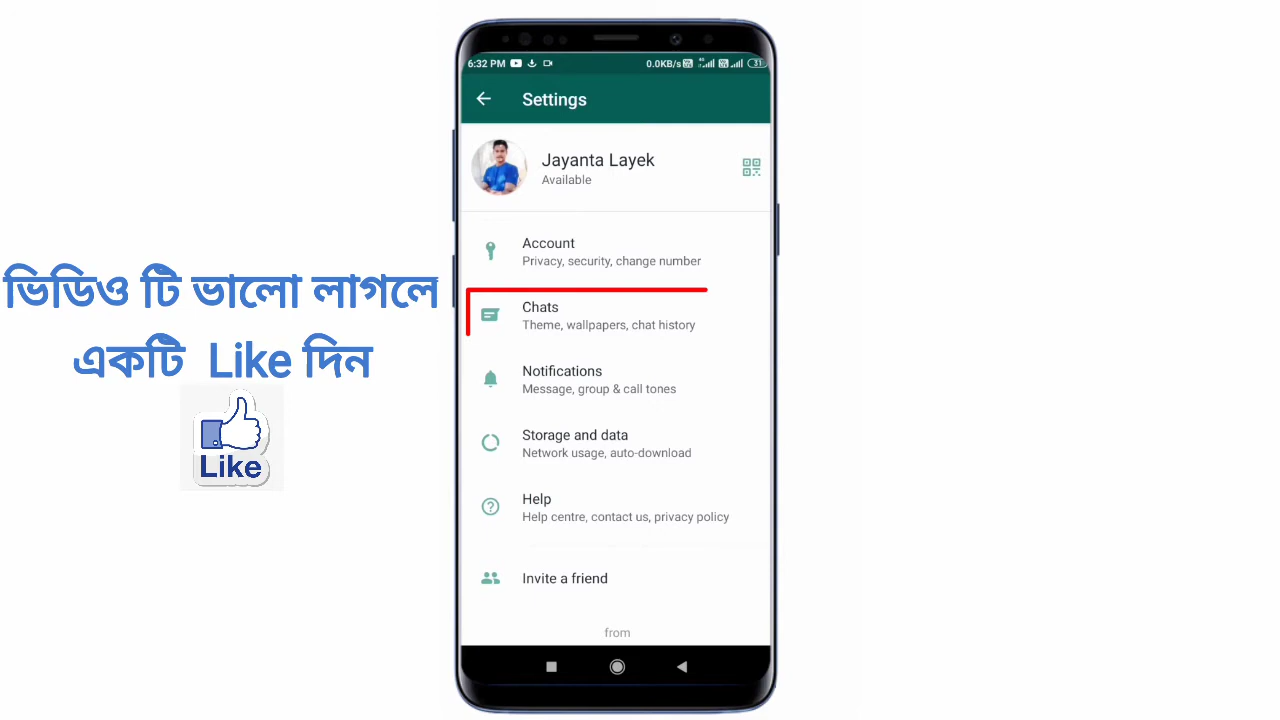 6:32 PM
0.0KB/s
31
Settings
Jayanta Layek
Available
Account
Privacy, security, change number
Chats
Theme, wallpapers, chat history
Notifications
Message, group & call tones
Storage and data
Network usage, auto-download
Help
Help centre, contact us, privacy policy
Invite a friend
from
ভিডিও টি ভালো লাগলে
একটি Like দিন
Like